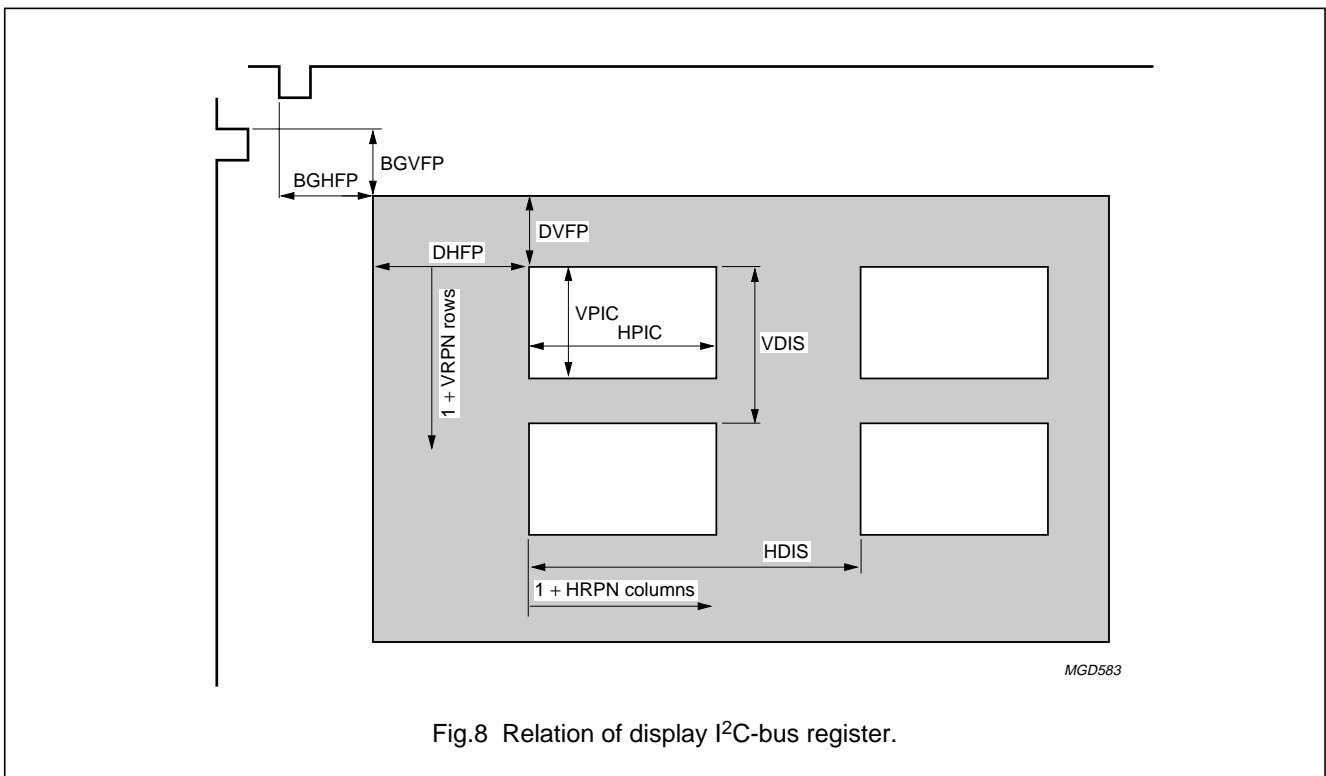 BGVFP
BGHFP
DVFP
DHFP
1 + VRPN rows
VPIC
HPIC
VDIS
HDIS
1 + HRPN columns
MGD583
Fig.8 Relation of display I²C-bus register.